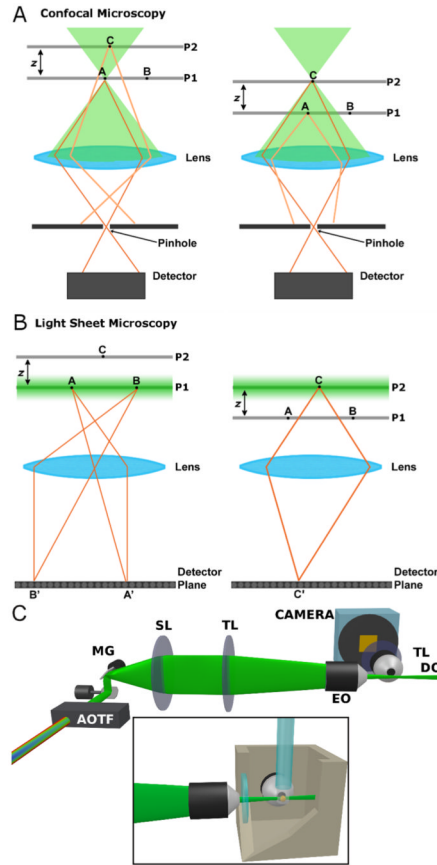 A Confocal Microscopy
C P2
z
A B P1
Lens
Pinhole
Detector
C P2
z
A B P1
Lens
Pinhole
Detector
B Light Sheet Microscopy
C P2
z
A B P1
Lens
Detector
Plane
B' A'
C P2
z
A B P1
Lens
Detector
Plane
C'
C
CAMERA
SL TL
MG
TL
DO
EO
AOTF